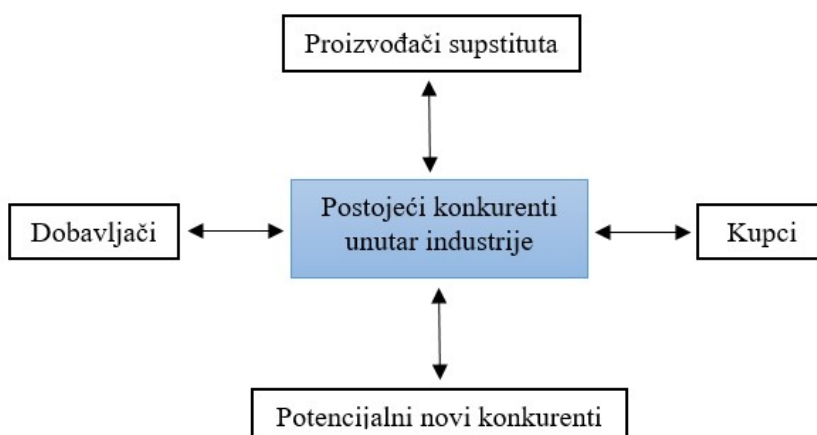 Proizvođači supstituta
Postojeći konkurenti
unutar industrije
Dobavljači
Kupci
Potencijalni novi konkurenti